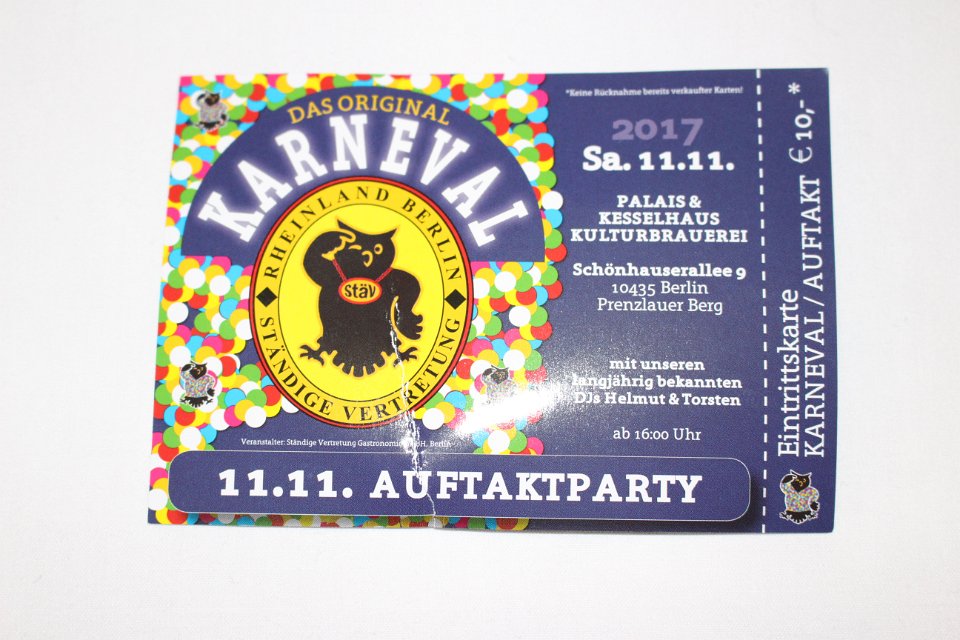 DAS ORIGINAL
KARNEVAL
RHEINLAND BERLIN
stäv
STÄNDIGE VERTRETUNG
Veranstalter: Ständige Vertretung Gastronomie GmbH, Berlin
11.11. AUFTAKTPARTY
*Keine Rücknahme bereits verkaufter Karten!
2017
Sa. 11.11.
PALAIS &
KESSELHAUS
KULTURBRAUEREI
Schönhauserallee 9
10435 Berlin
Prenzlauer Berg
mit unseren
langjährig bekannten
DJs Helmut & Torsten
ab 16:00 Uhr
Eintrittskarte
KARNEVAL / AUFTAKT € 10,-*